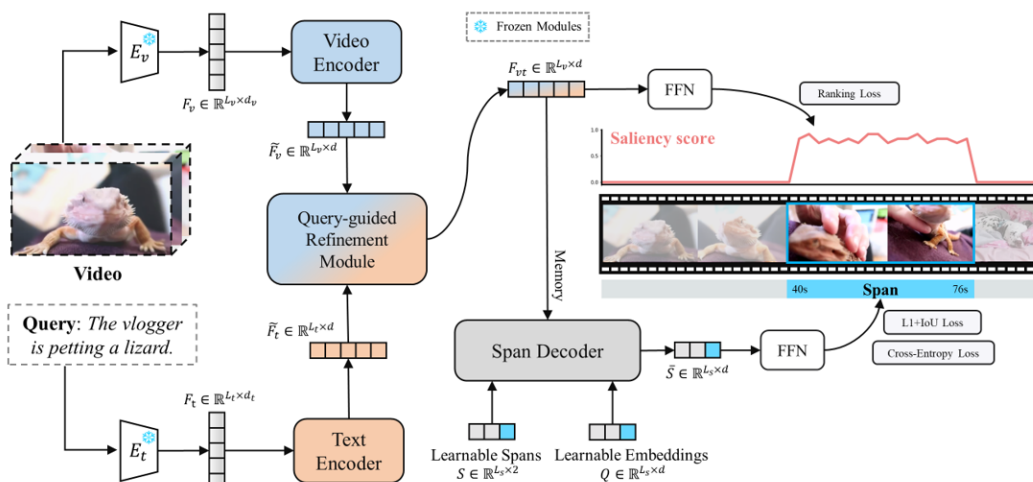 Frozen Modules
E_v
F_v ∈ ℝ^{L_v×d_v}
Video
Encoder
F̃_v ∈ ℝ^{L_v×d}
Query-guided
Refinement
Module
F_{vt} ∈ ℝ^{L_v×d}
FFN
Ranking Loss
Saliency score
1.0
0.5
0.0
Video
40s
Span
76s
Memory
Query: The vlogger
is petting a lizard.
F̃_t ∈ ℝ^{L_t×d}
Span Decoder
S̄ ∈ ℝ^{L_s×d}
FFN
L1+IoU Loss
Cross-Entropy Loss
E_t
F_t ∈ ℝ^{L_t×d_t}
Text
Encoder
Learnable Spans
S ∈ ℝ^{L_s×2}
Learnable Embeddings
Q ∈ ℝ^{L_s×d}